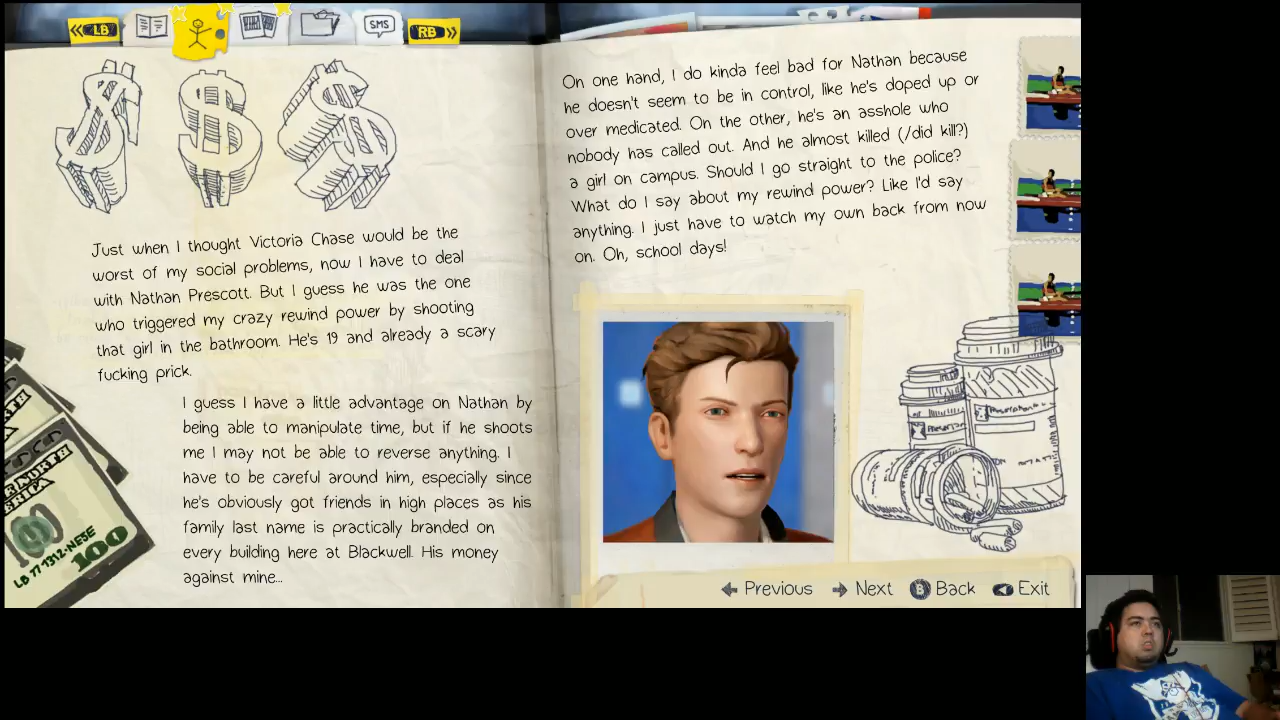 LB
SMS
RB
Just when I thought Victoria Chase would be the
worst of my social problems, now I have to deal
with Nathan Prescott. But I guess he was the one
who triggered my crazy rewind power by shooting
that girl in the bathroom. He's 19 and already a scary
fucking prick.
I guess I have a little advantage on Nathan by
being able to manipulate time, but if he shoots
me I may not be able to reverse anything. I
have to be careful around him, especially since
he's obviously got friends in high places as his
family last name is practically branded on
every building here at Blackwell. His money
against mine...
LB 771312-NESE
100
On one hand, I do kinda feel bad for Nathan because
he doesn't seem to be in control, like he's doped up or
over medicated. On the other, he's an asshole who
nobody has called out. And he almost killed (/did kill?)
a girl on campus. Should I go straight to the police?
What do I say about my rewind power? Like I'd say
anything. I just have to watch my own back from now
on. Oh, school days!
Previous
Next
B Back
Exit